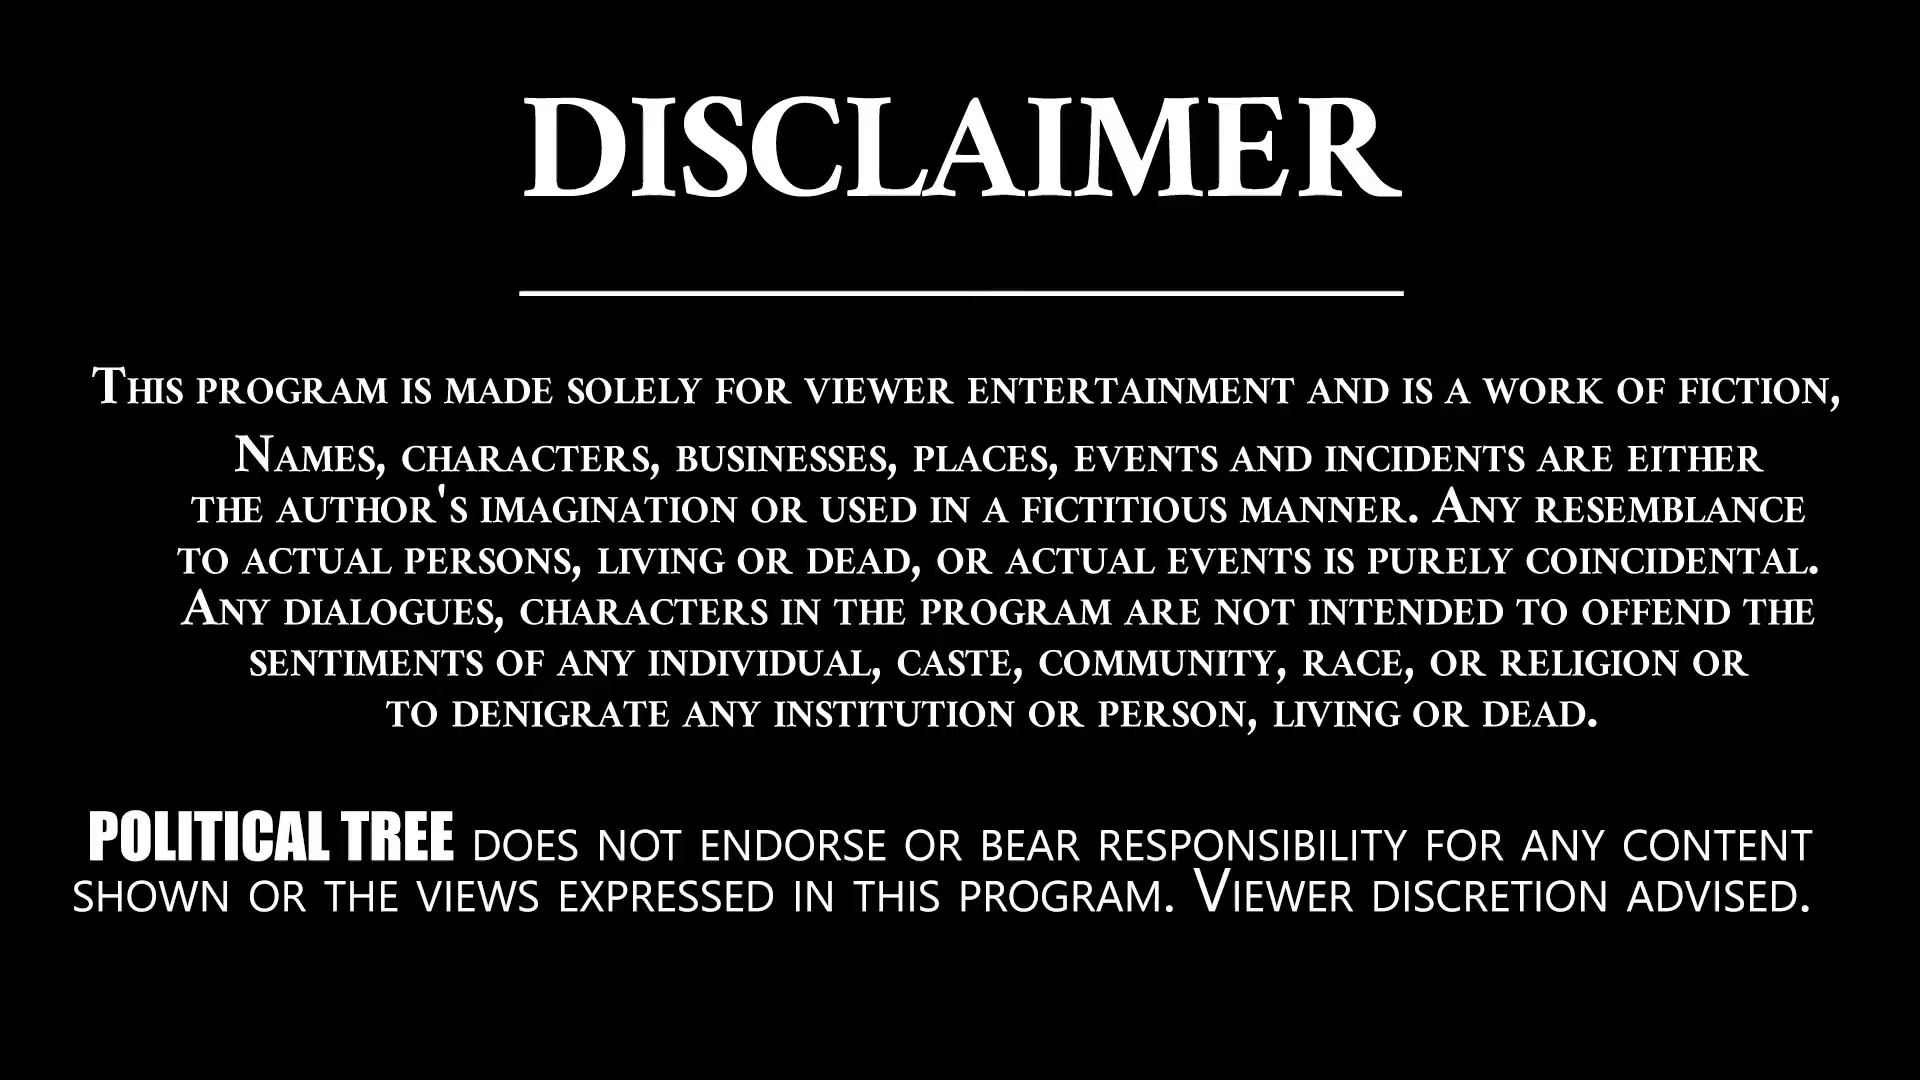 DISCLAIMER
This program is made solely for viewer entertainment and is a work of fiction,
Names, characters, businesses, places, events and incidents are either
the author's imagination or used in a fictitious manner. Any resemblance
to actual persons, living or dead, or actual events is purely coincidental.
Any dialogues, characters in the program are not intended to offend the
sentiments of any individual, caste, community, race, or religion or
to denigrate any institution or person, living or dead.
POLITICAL TREE does not endorse or bear responsibility for any content
shown or the views expressed in this program. Viewer discretion advised.